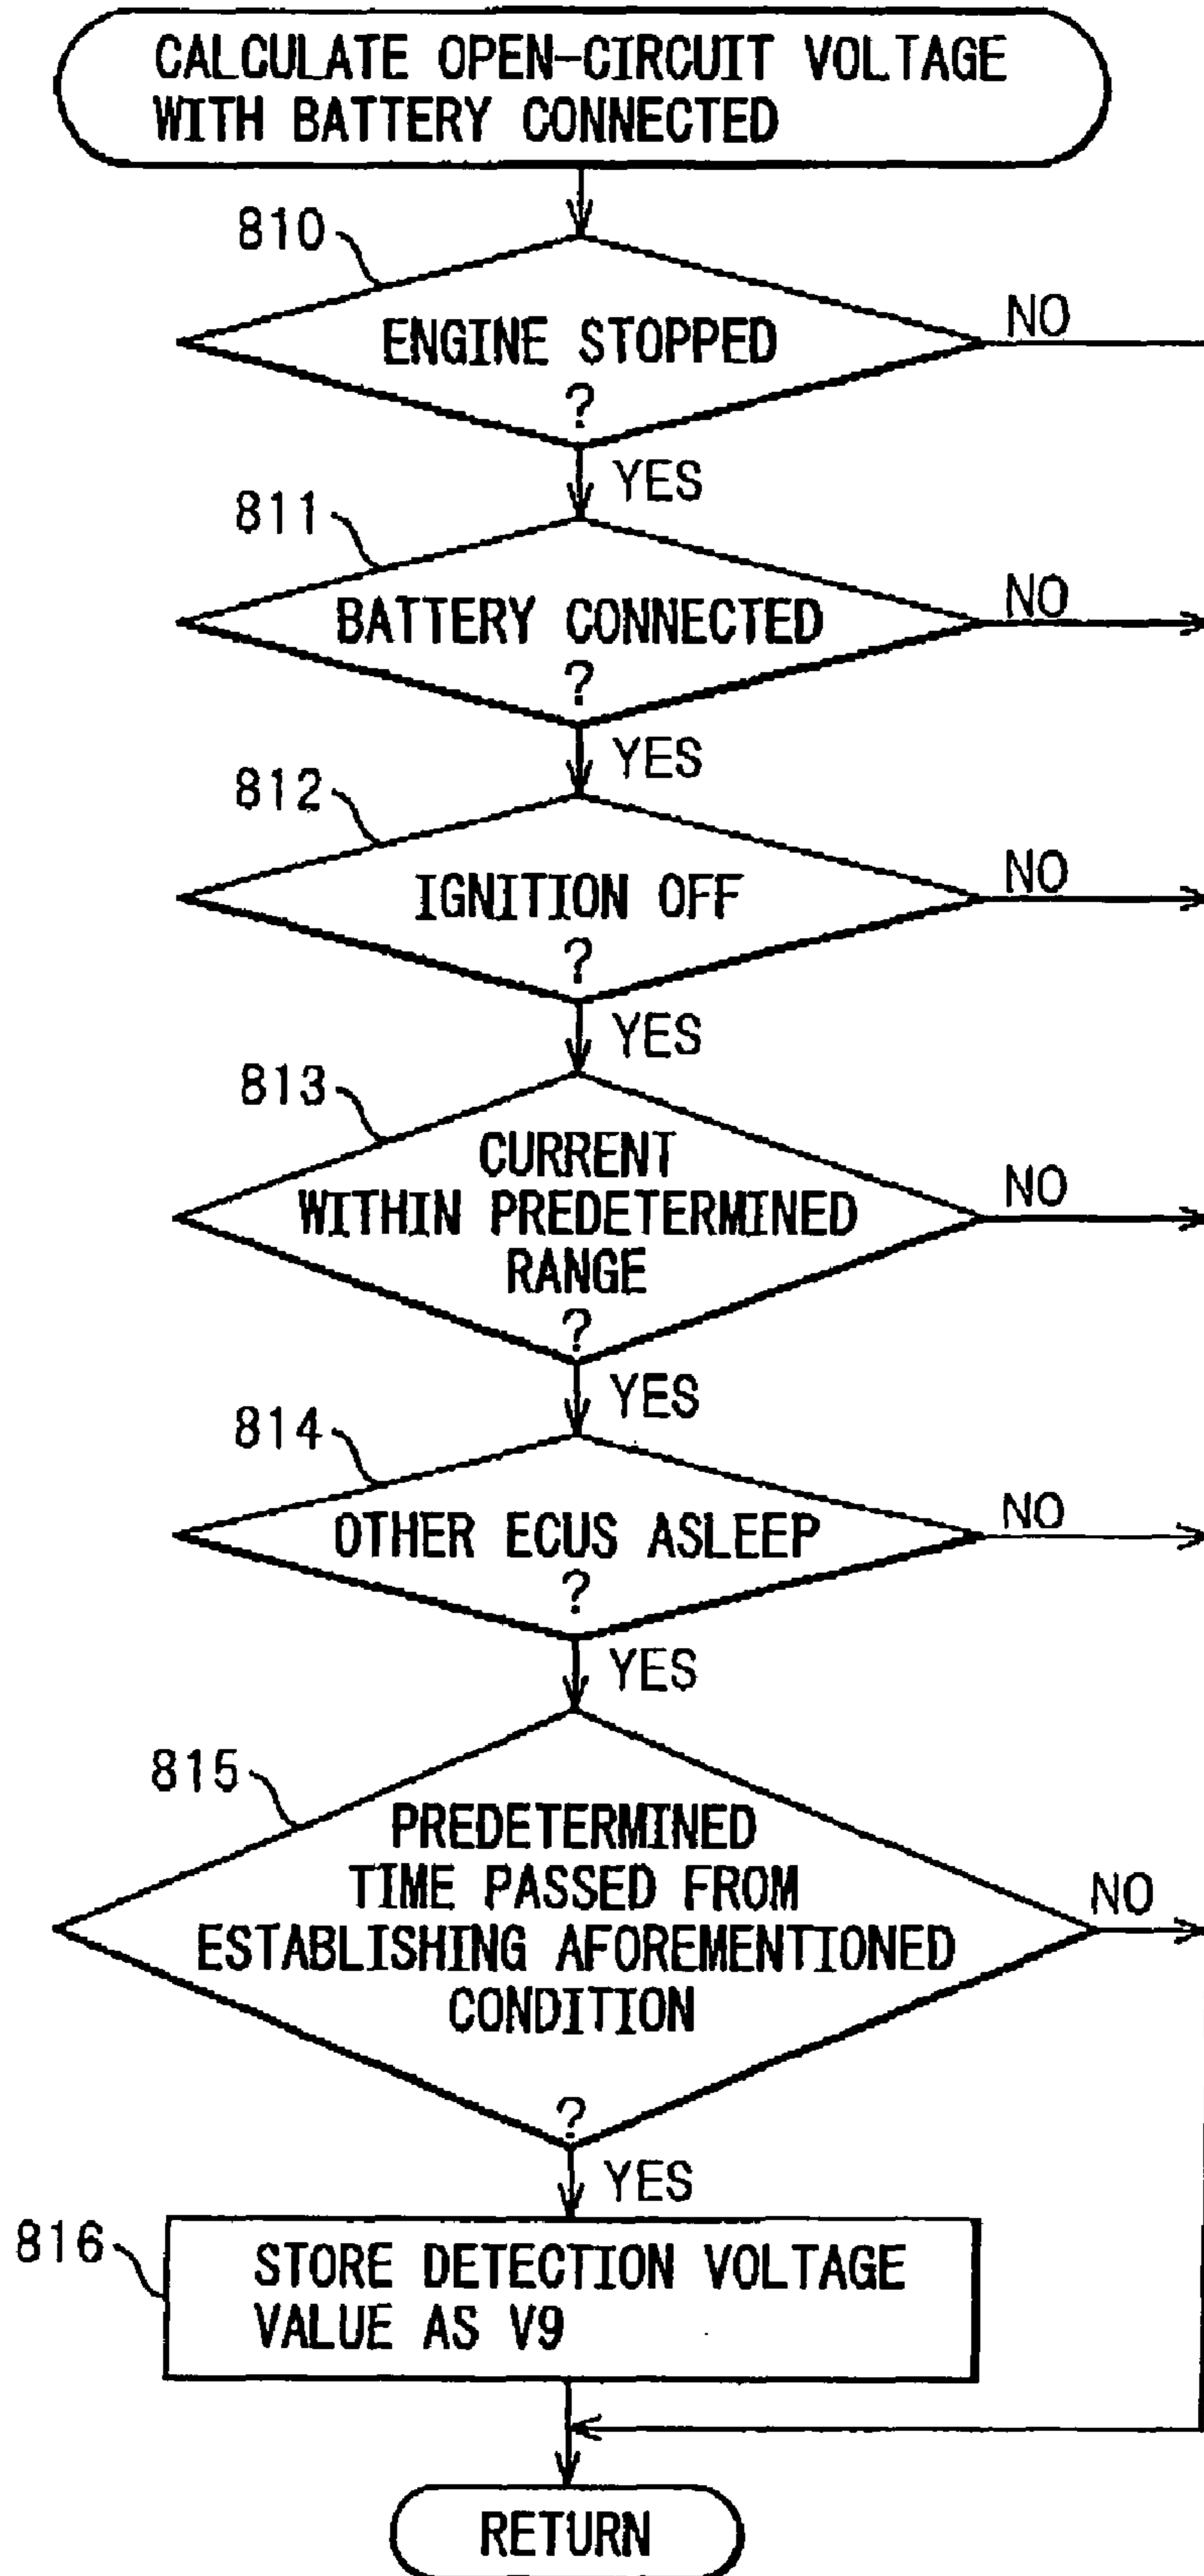 CALCULATE OPEN-CIRCUIT VOLTAGE
WITH BATTERY CONNECTED
810
ENGINE STOPPED
?
NO
YES
811
BATTERY CONNECTED
?
NO
YES
812
IGNITION OFF
?
NO
YES
813
CURRENT
WITHIN PREDETERMINED
RANGE
?
NO
YES
814
OTHER ECUS ASLEEP
?
NO
YES
815
PREDETERMINED
TIME PASSED FROM
ESTABLISHING AFOREMENTIONED
CONDITION
?
NO
YES
816
STORE DETECTION VOLTAGE
VALUE AS V9
RETURN